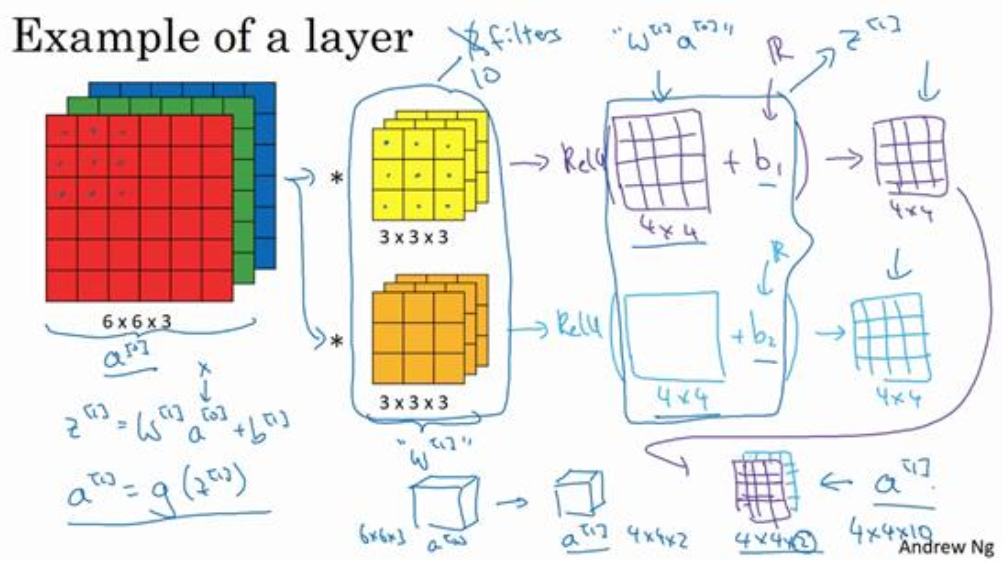 Example of a layer
2 filters
10
"w^[1] a^[0]"
ℝ
z^[1]
*
3 x 3 x 3
→ ReLU ( 4 x 4 + b₁ ) → 4 x 4
6 x 6 x 3
a^[0]
ℝ
*
3 x 3 x 3
→ ReLU ( 4 x 4 + b₂ ) → 4 x 4
x
z^[1] = w^[1] a^[0] + b^[1]
a^[1] = g(z^[1])
"w^[1]"
6x6x3 a^[0] → a^[1] 4x4x2
4x4x2 ← a^[1]
4x4x10
Andrew Ng